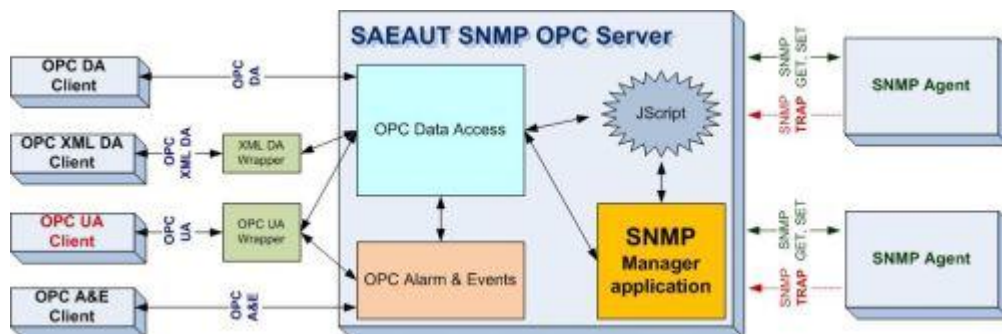 SAEAUT SNMP OPC Server
OPC DA
Client
OPC
DA
OPC Data Access
JScript
SNMP
GET, SET
SNMP
TRAP
SNMP Agent
OPC XML DA
Client
OPC
XML DA
XML DA
Wrapper
OPC UA
Client
OPC
UA
OPC UA
Wrapper
OPC Alarm & Events
SNMP
Manager
application
SNMP
GET, SET
SNMP
TRAP
SNMP Agent
OPC A&E
Client
OPC
A&E